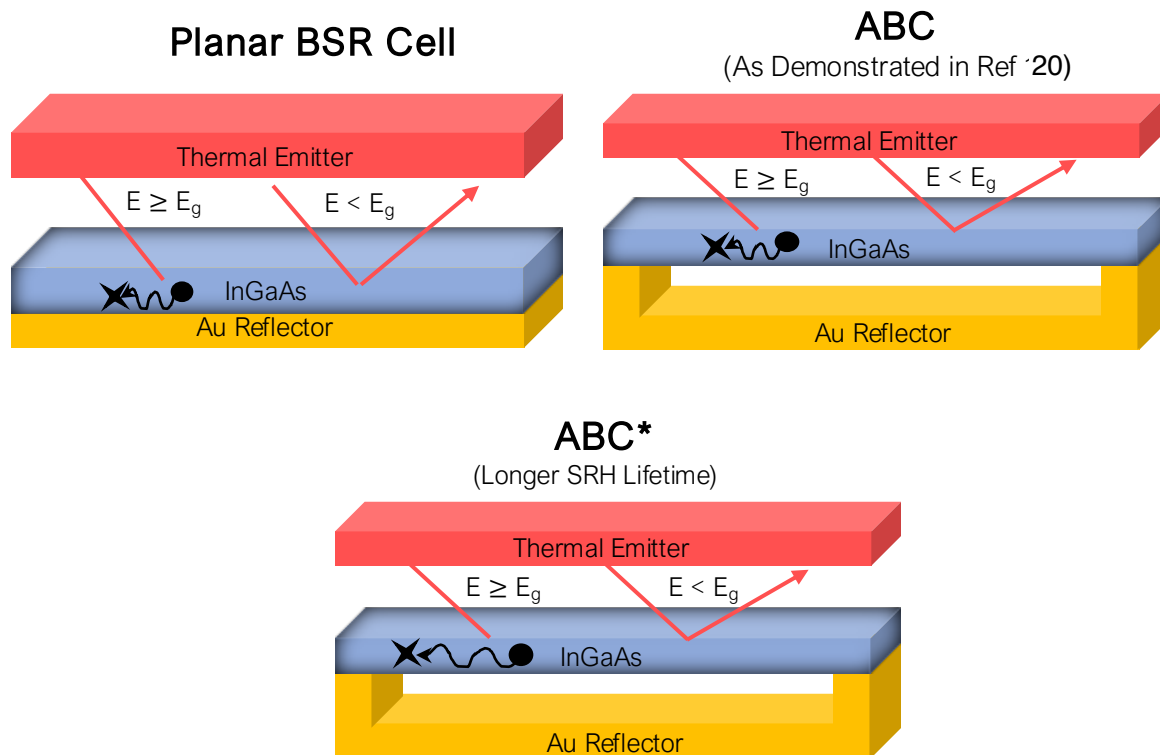 Planar BSR Cell
Thermal Emitter
E ≥ Eg
E < Eg
InGaAs
Au Reflector
ABC
(As Demonstrated in Ref ‘20)
Thermal Emitter
E ≥ Eg
E < Eg
InGaAs
Au Reflector
ABC*
(Longer SRH Lifetime)
Thermal Emitter
E ≥ Eg
E < Eg
InGaAs
Au Reflector